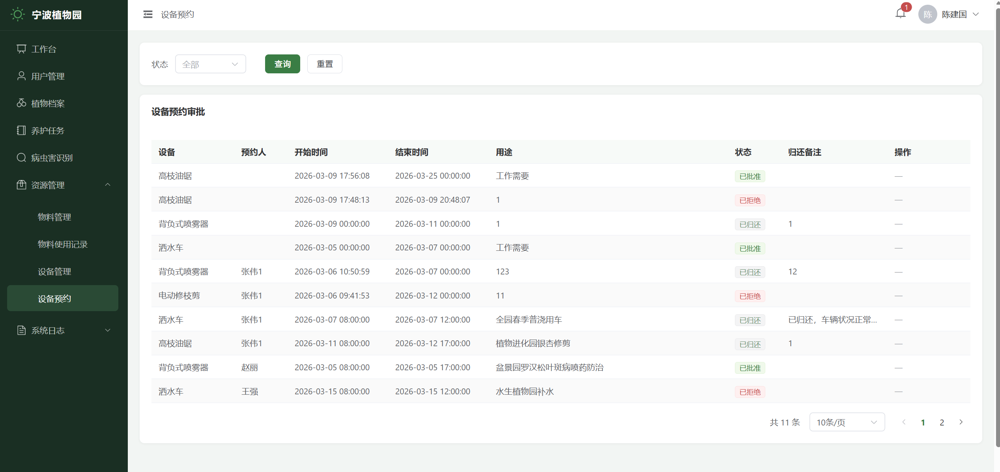 宁波植物园
设备预约
1
陈
陈建国
工作台
用户管理
植物档案
养护任务
病虫害识别
资源管理
物料管理
物料使用记录
设备管理
设备预约
系统日志
状态 全部 查询 重置
设备预约审批
设备 预约人 开始时间 结束时间 用途 状态 归还备注 操作
高枝油锯 2026-03-09 17:56:08 2026-03-25 00:00:00 工作需要 已批准 —
高枝油锯 2026-03-09 17:48:13 2026-03-09 20:48:07 1 已拒绝 —
背负式喷雾器 2026-03-09 00:00:00 2026-03-11 00:00:00 1 已归还 1 —
洒水车 2026-03-05 00:00:00 2026-03-07 00:00:00 工作需要 已批准 —
背负式喷雾器 张伟1 2026-03-06 10:50:59 2026-03-07 00:00:00 123 已归还 12 —
电动修枝剪 张伟1 2026-03-06 09:41:53 2026-03-12 00:00:00 11 已拒绝 —
洒水车 张伟1 2026-03-07 08:00:00 2026-03-07 12:00:00 全园春季普浇用车 已归还 已归还，车辆状况正常... —
高枝油锯 张伟1 2026-03-11 08:00:00 2026-03-12 17:00:00 植物进化园银杏修剪 已归还 1 —
背负式喷雾器 赵丽 2026-03-05 08:00:00 2026-03-05 17:00:00 盆景园罗汉松叶斑病喷药防治 已批准 —
洒水车 王强 2026-03-15 08:00:00 2026-03-15 12:00:00 水生植物园补水 已拒绝 —
共 11 条 10条/页 1 2